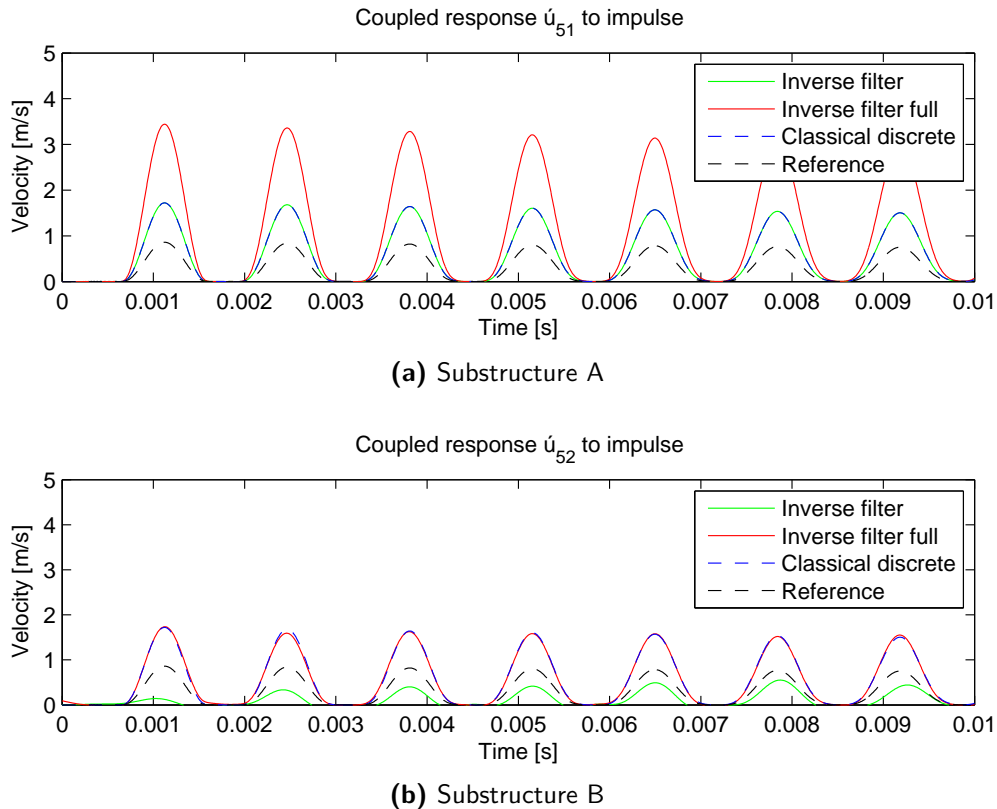 Coupled response ú51 to impulse
Velocity [m/s]
5
4
3
2
1
0
Inverse filter
Inverse filter full
Classical discrete
Reference
0 0.001 0.002 0.003 0.004 0.005 0.006 0.007 0.008 0.009 0.01
Time [s]
(a) Substructure A
Coupled response ú52 to impulse
Velocity [m/s]
5
4
3
2
1
0
Inverse filter
Inverse filter full
Classical discrete
Reference
0 0.001 0.002 0.003 0.004 0.005 0.006 0.007 0.008 0.009 0.01
Time [s]
(b) Substructure B